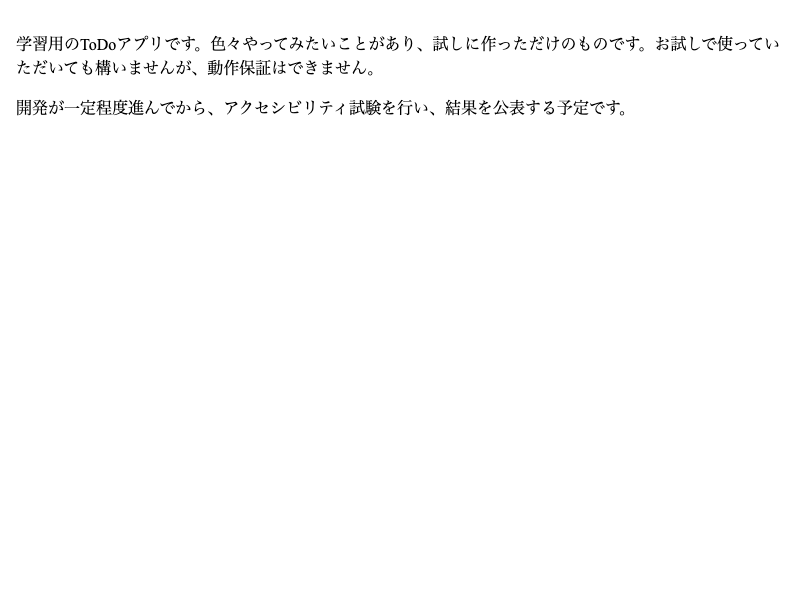 学習用のToDoアプリです。色々やってみたいことがあり、試しに作っただけのものです。お試しで使ってい
ただいても構いませんが、動作保証はできません。
開発が一定程度進んでから、アクセシビリティ試験を行い、結果を公表する予定です。